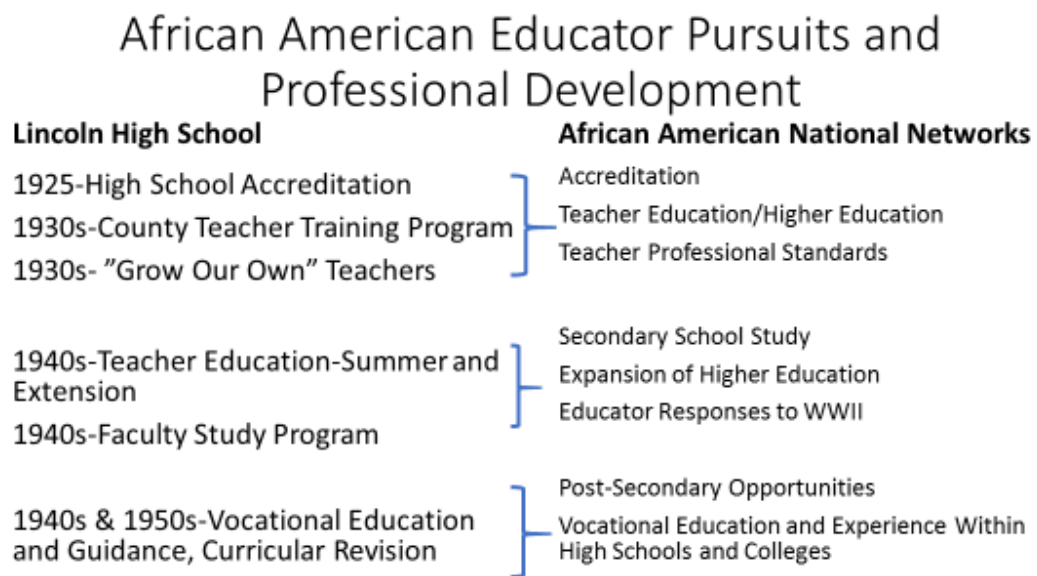 African American Educator Pursuits and
Professional Development
Lincoln High School
1925-High School Accreditation
1930s-County Teacher Training Program
1930s- ”Grow Our Own” Teachers
1940s-Teacher Education-Summer and
Extension
1940s-Faculty Study Program
1940s & 1950s-Vocational Education
and Guidance, Curricular Revision
African American National Networks
Accreditation
Teacher Education/Higher Education
Teacher Professional Standards
Secondary School Study
Expansion of Higher Education
Educator Responses to WWII
Post-Secondary Opportunities
Vocational Education and Experience Within
High Schools and Colleges